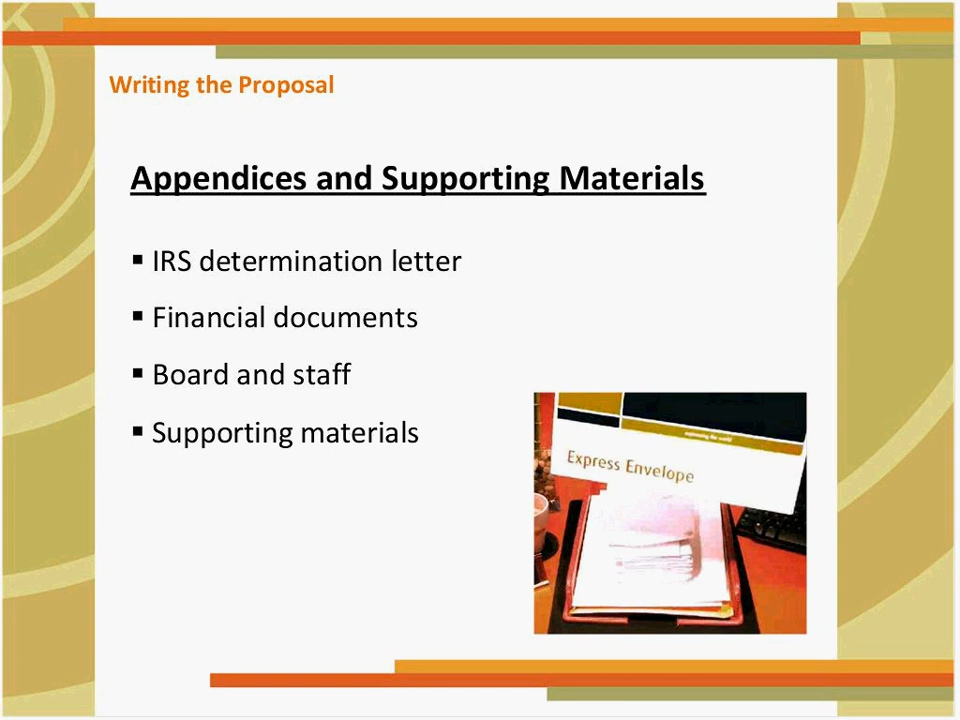 Writing the Proposal
Appendices and Supporting Materials
▪ IRS determination letter
▪ Financial documents
▪ Board and staff
▪ Supporting materials
Express Envelope